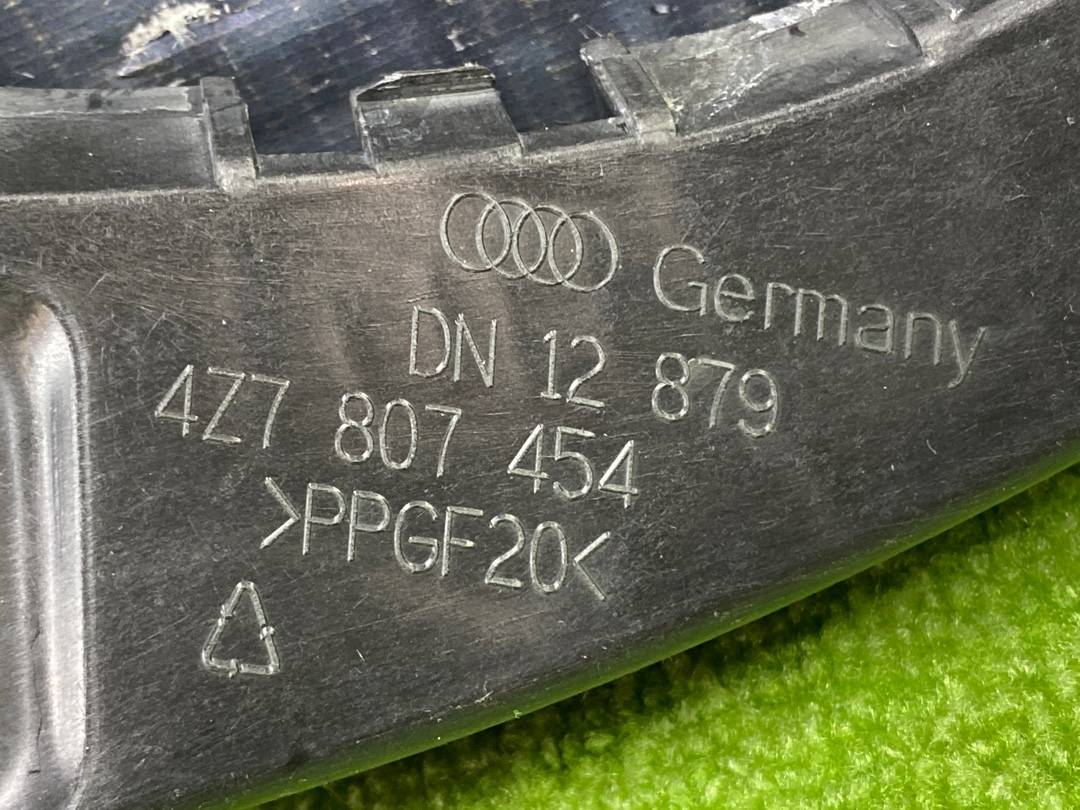 Germany
DN 12 879
4Z7 807 454
>PPGF20<